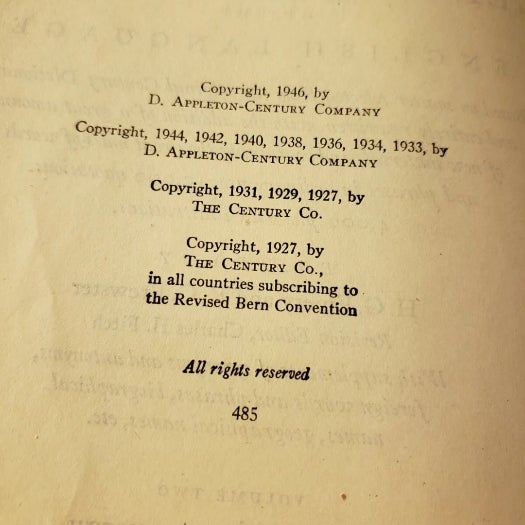 Copyright, 1946, by
D. APPLETON-CENTURY COMPANY
Copyright, 1944, 1942, 1940, 1938, 1936, 1934, 1933, by
D. APPLETON-CENTURY COMPANY
Copyright, 1931, 1929, 1927, by
THE CENTURY CO.
Copyright, 1927, by
THE CENTURY CO.,
in all countries subscribing to
the Revised Bern Convention
All rights reserved
485